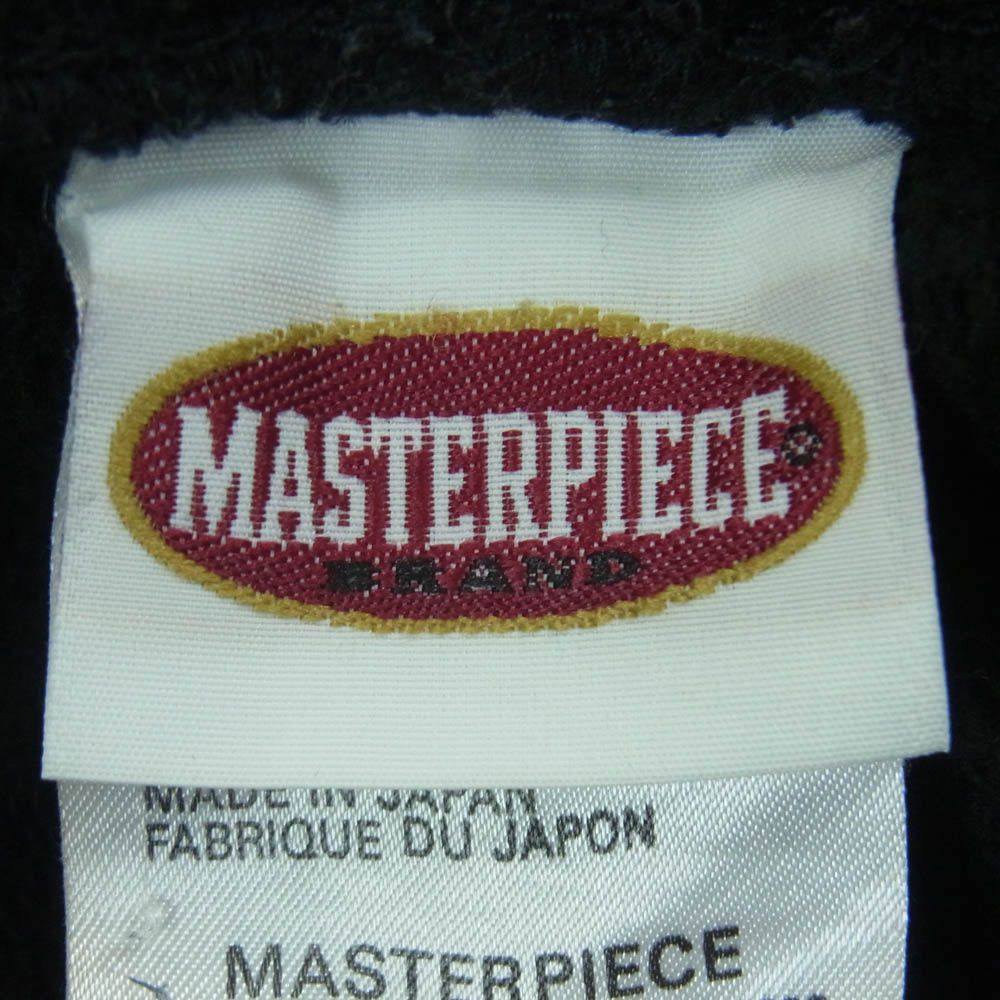 MASTERPIECE®
BRAND
MADE IN JAPAN
FABRIQUE DU JAPON
MASTERPIECE